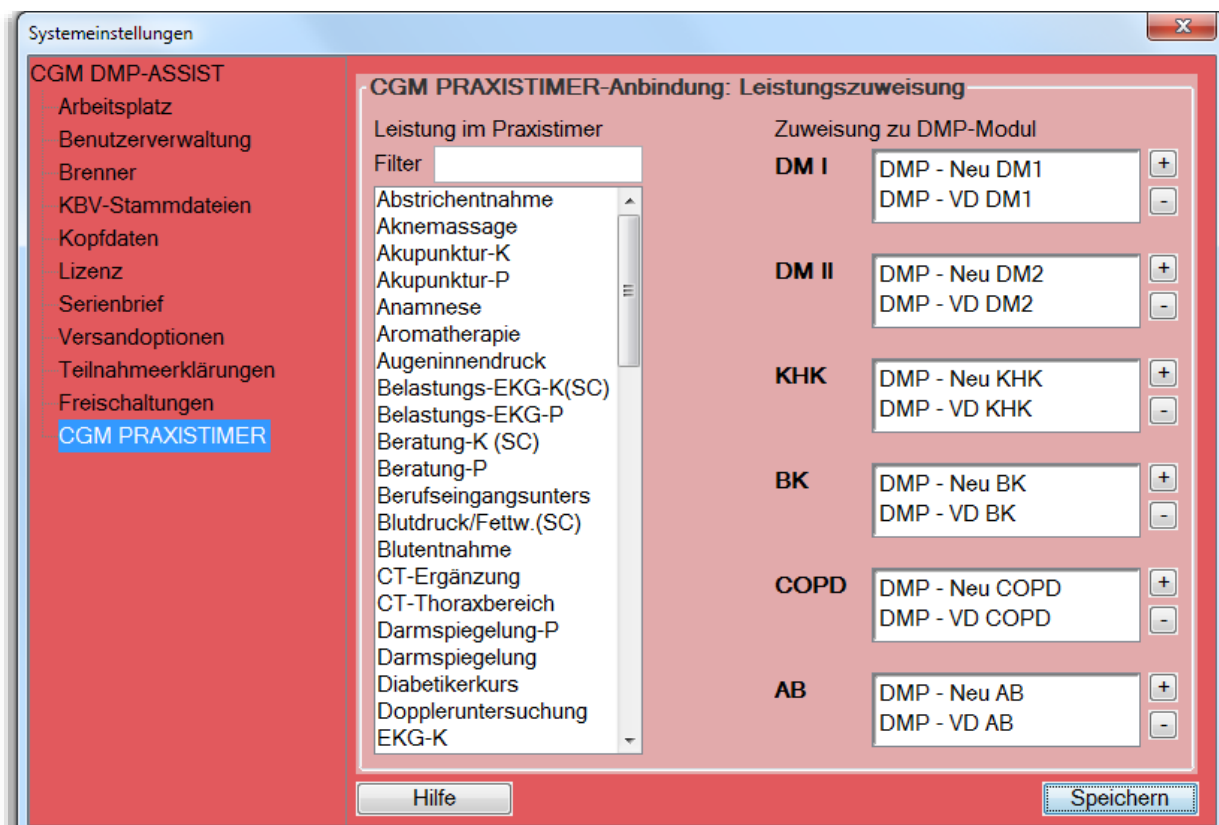 Systemeinstellungen
x
CGM DMP-ASSIST
Arbeitsplatz
Benutzerverwaltung
Brenner
KBV-Stammdateien
Kopfdaten
Lizenz
Serienbrief
Versandoptionen
Teilnahmeerklärungen
Freischaltungen
CGM PRAXISTIMER
CGM PRAXISTIMER-Anbindung: Leistungszuweisung
Leistung im Praxistimer
Filter
Abstrichentnahme
Aknemassage
Akupunktur-K
Akupunktur-P
Anamnese
Aromatherapie
Augeninnendruck
Belastungs-EKG-K(SC)
Belastungs-EKG-P
Beratung-K (SC)
Beratung-P
Berufseingangsunters
Blutdruck/Fettw.(SC)
Blutentnahme
CT-Ergänzung
CT-Thoraxbereich
Darmspiegelung-P
Darmspiegelung
Diabetikerkurs
Doppleruntersuchung
EKG-K
Zuweisung zu DMP-Modul
DM I
DMP - Neu DM1
DMP - VD DM1
+
-
DM II
DMP - Neu DM2
DMP - VD DM2
+
-
KHK
DMP - Neu KHK
DMP - VD KHK
+
-
BK
DMP - Neu BK
DMP - VD BK
+
-
COPD
DMP - Neu COPD
DMP - VD COPD
+
-
AB
DMP - Neu AB
DMP - VD AB
+
-
Hilfe
Speichern